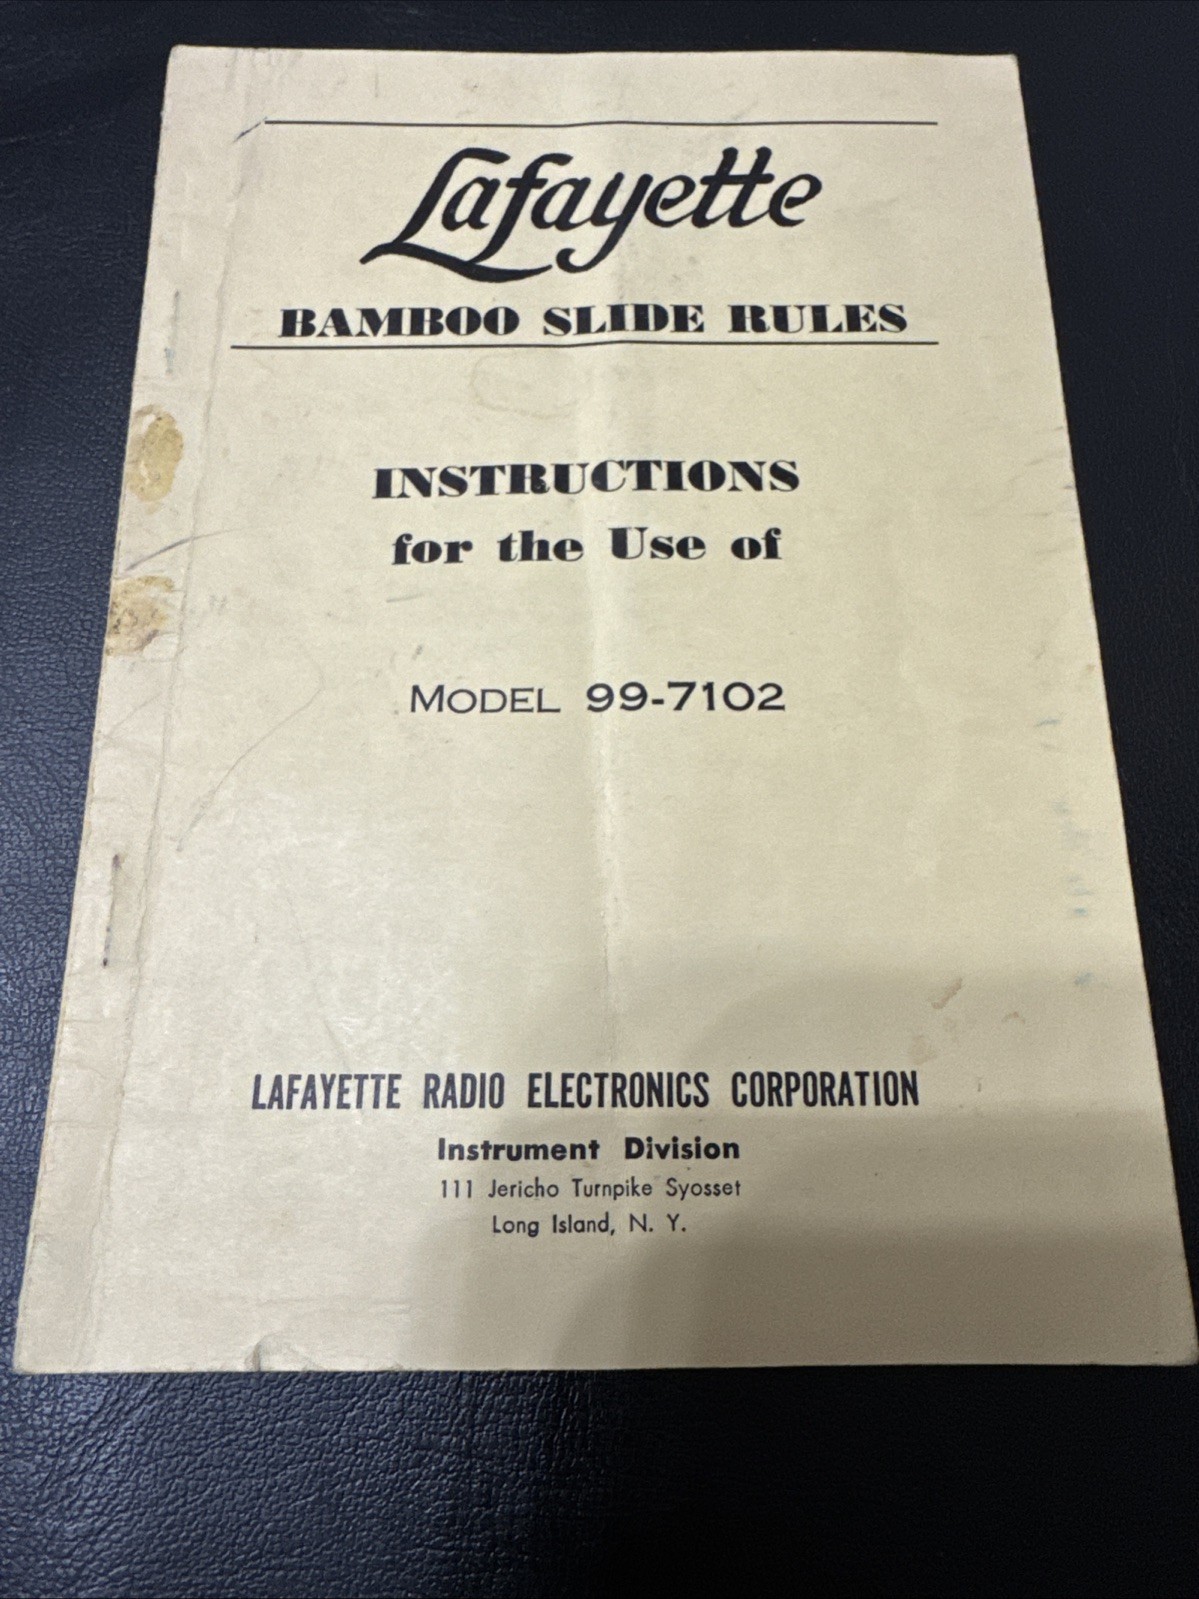 Lafayette
BAMBOO SLIDE RULES
INSTRUCTIONS
for the Use of
MODEL 99-7102
LAFAYETTE RADIO ELECTRONICS CORPORATION
Instrument Division
111 Jericho Turnpike Syosset
Long Island, N. Y.